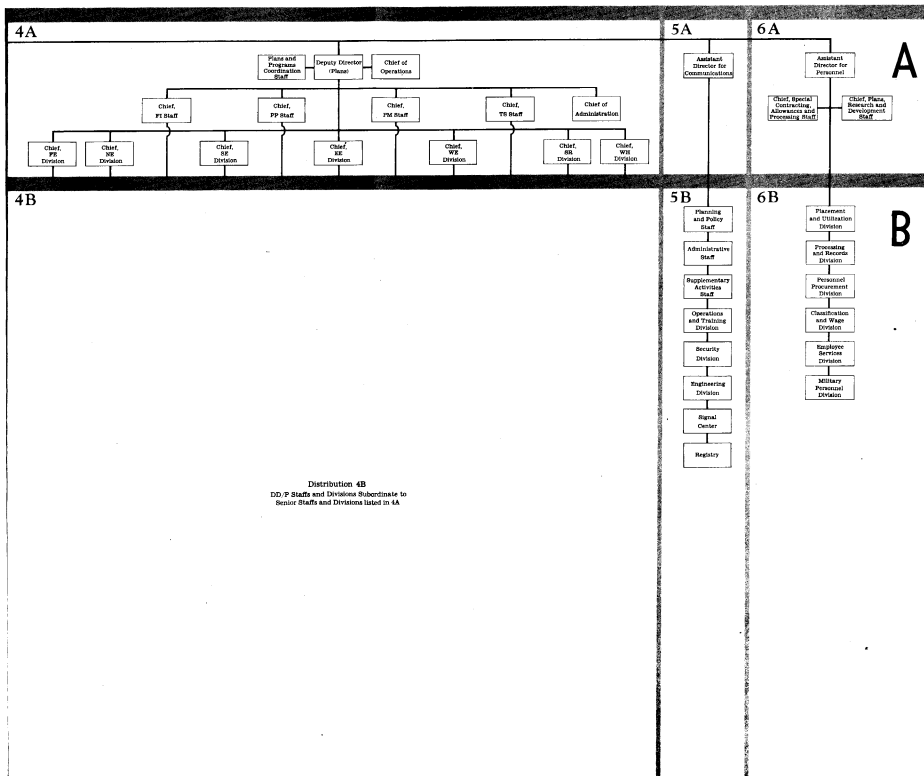 4A
Plans and
Programs
Coordination
Staff
Deputy Director
(Plans)
Chief of
Operations
Chief,
FI Staff
Chief,
PP Staff
Chief,
PM Staff
Chief,
TS Staff
Chief of
Administration
Chief,
FE
Division
Chief,
NE
Division
Chief,
SE
Division
Chief,
EE
Division
Chief,
WE
Division
Chief,
SR
Division
Chief,
WH
Division
5A
Assistant
Director for
Communications
6A
Assistant
Director for
Personnel
Chief, Special
Contracting,
Allowances and
Processing Staff
Chief, Plans,
Research and
Development
Staff
A
4B
Distribution 4B
DD/P Staffs and Divisions Subordinate to
Senior Staffs and Divisions listed in 4A
5B
Planning
and Policy
Staff
Administrative
Staff
Supplementary
Activities
Staff
Operations
and Training
Division
Security
Division
Engineering
Division
Signal
Center
Registry
6B
Placement
and Utilization
Division
Processing
and Records
Division
Personnel
Procurement
Division
Classification
and Wage
Division
Employee
Services
Division
Military
Personnel
Division
B